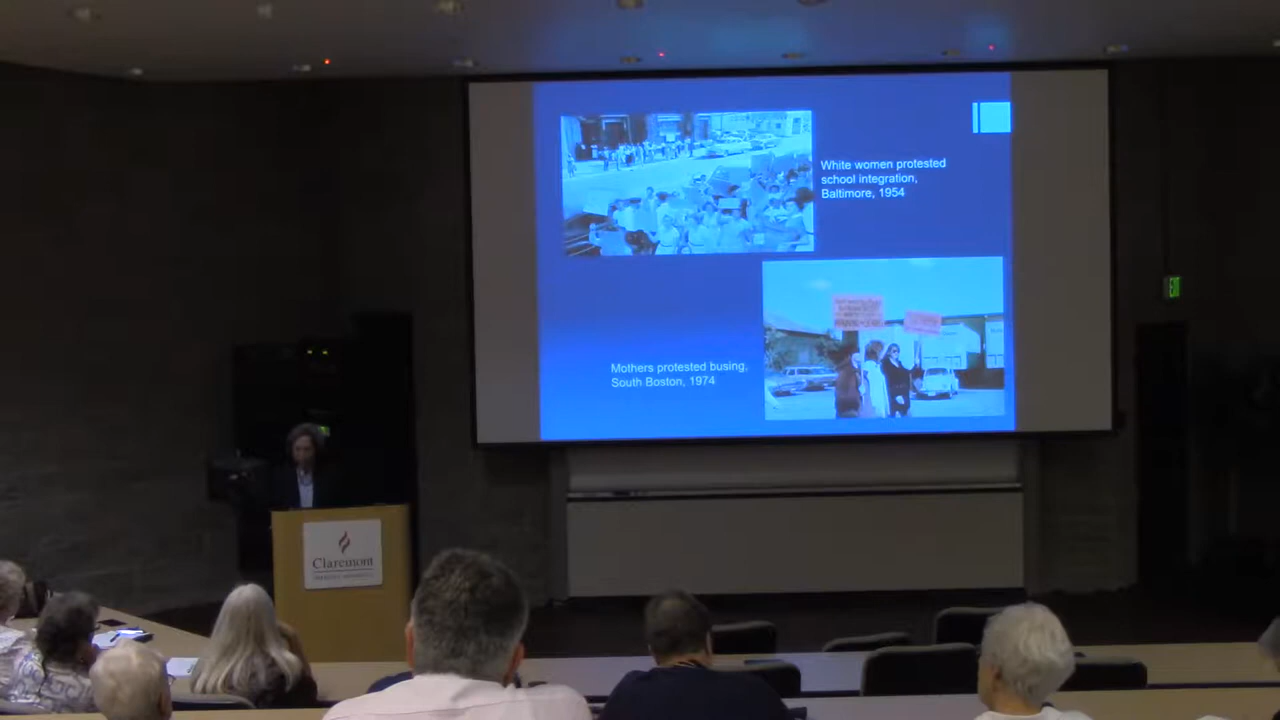 White women protested
school integration,
Baltimore, 1954
Mothers protested busing,
South Boston, 1974
Claremont